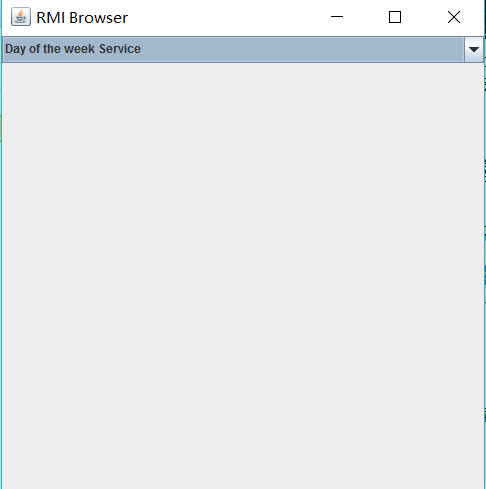 RMI Browser
Day of the week Service